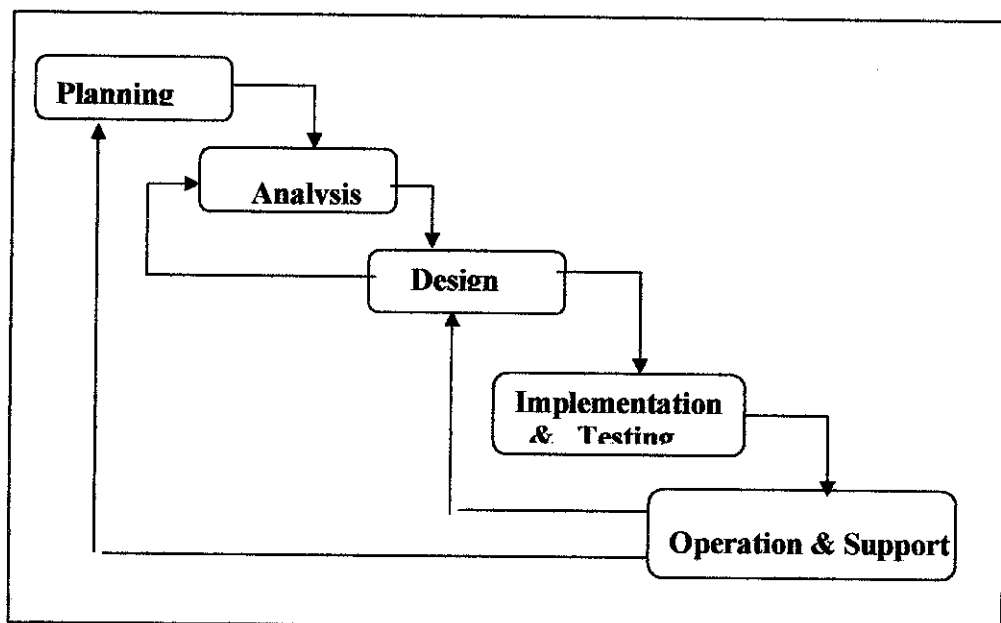 Planning
Analysis
Design
Implementation
& Testing
Operation & Support